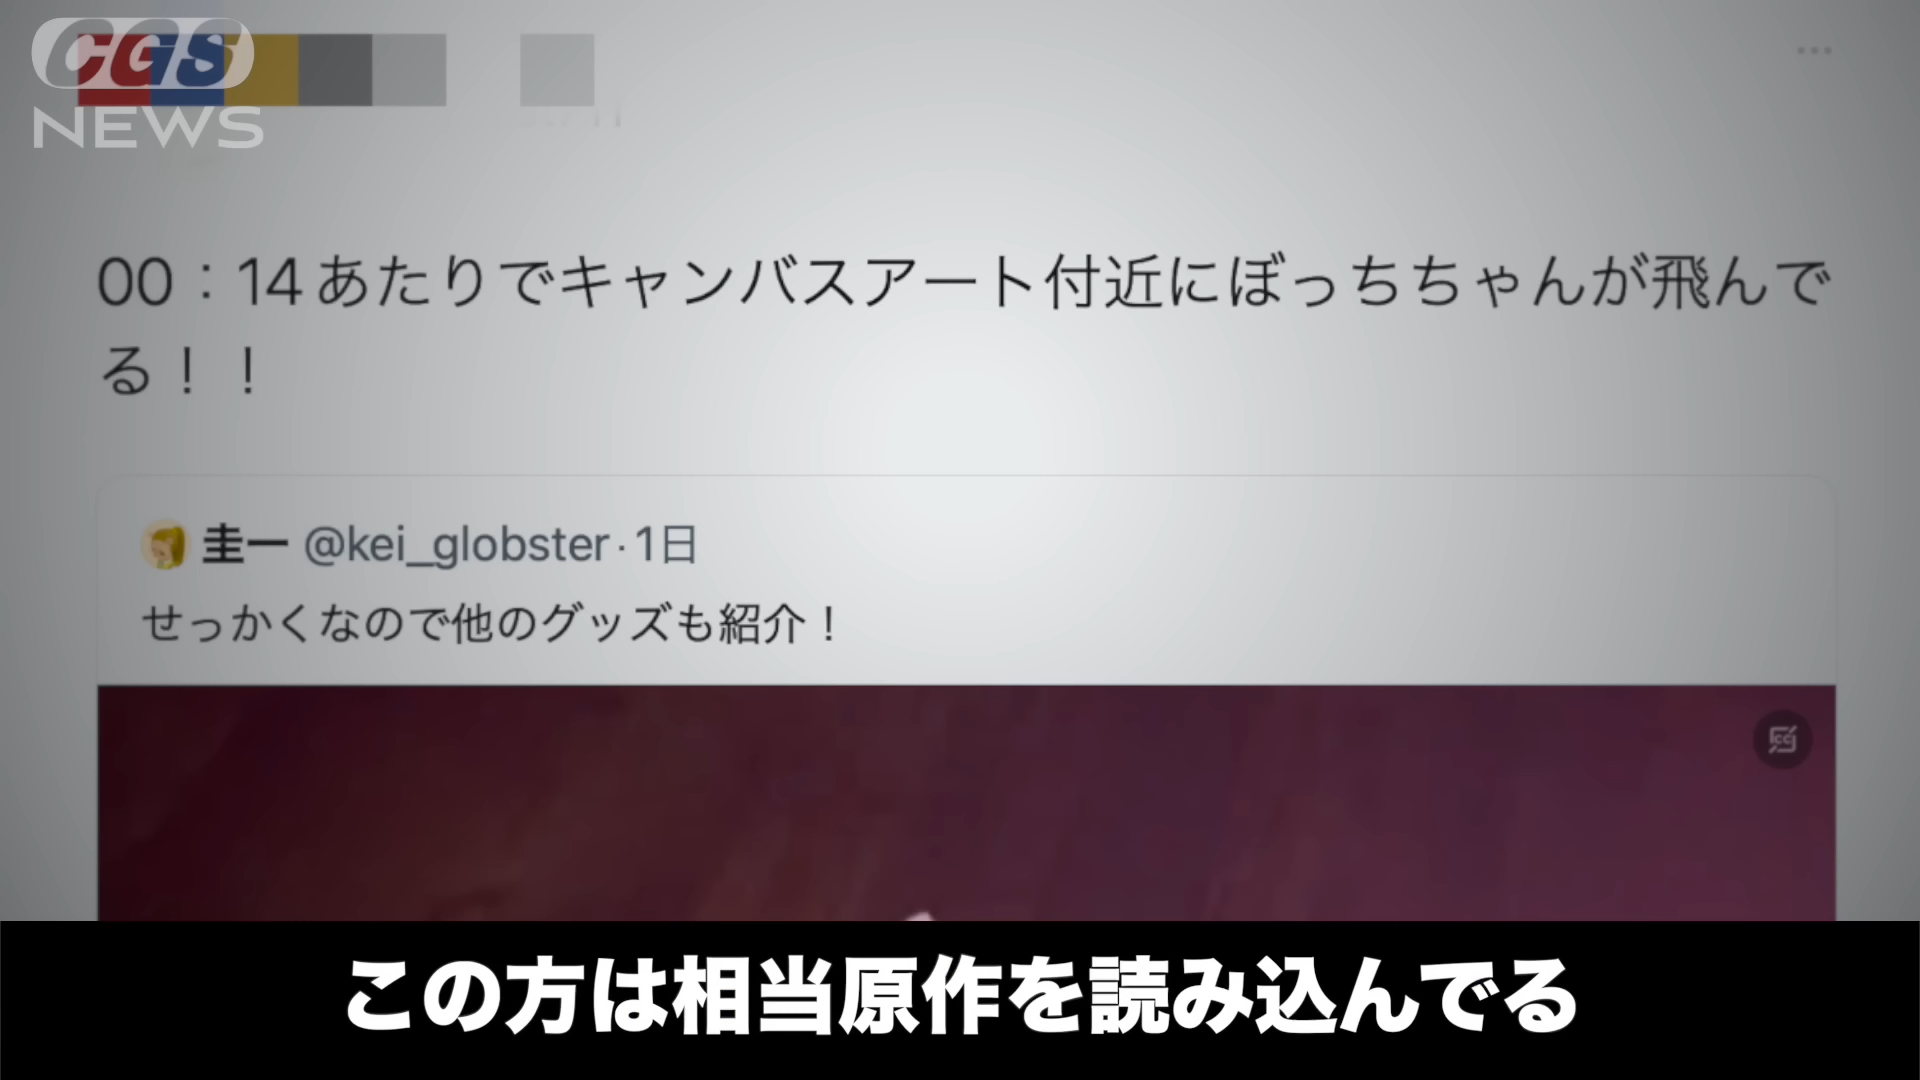 CGS
NEWS
00：14あたりでキャンバスアート付近にぼっちちゃんが飛んで
る！！
圭一 @kei_globster · 1日
せっかくなので他のグッズも紹介！
この方は相当原作を読み込んでる